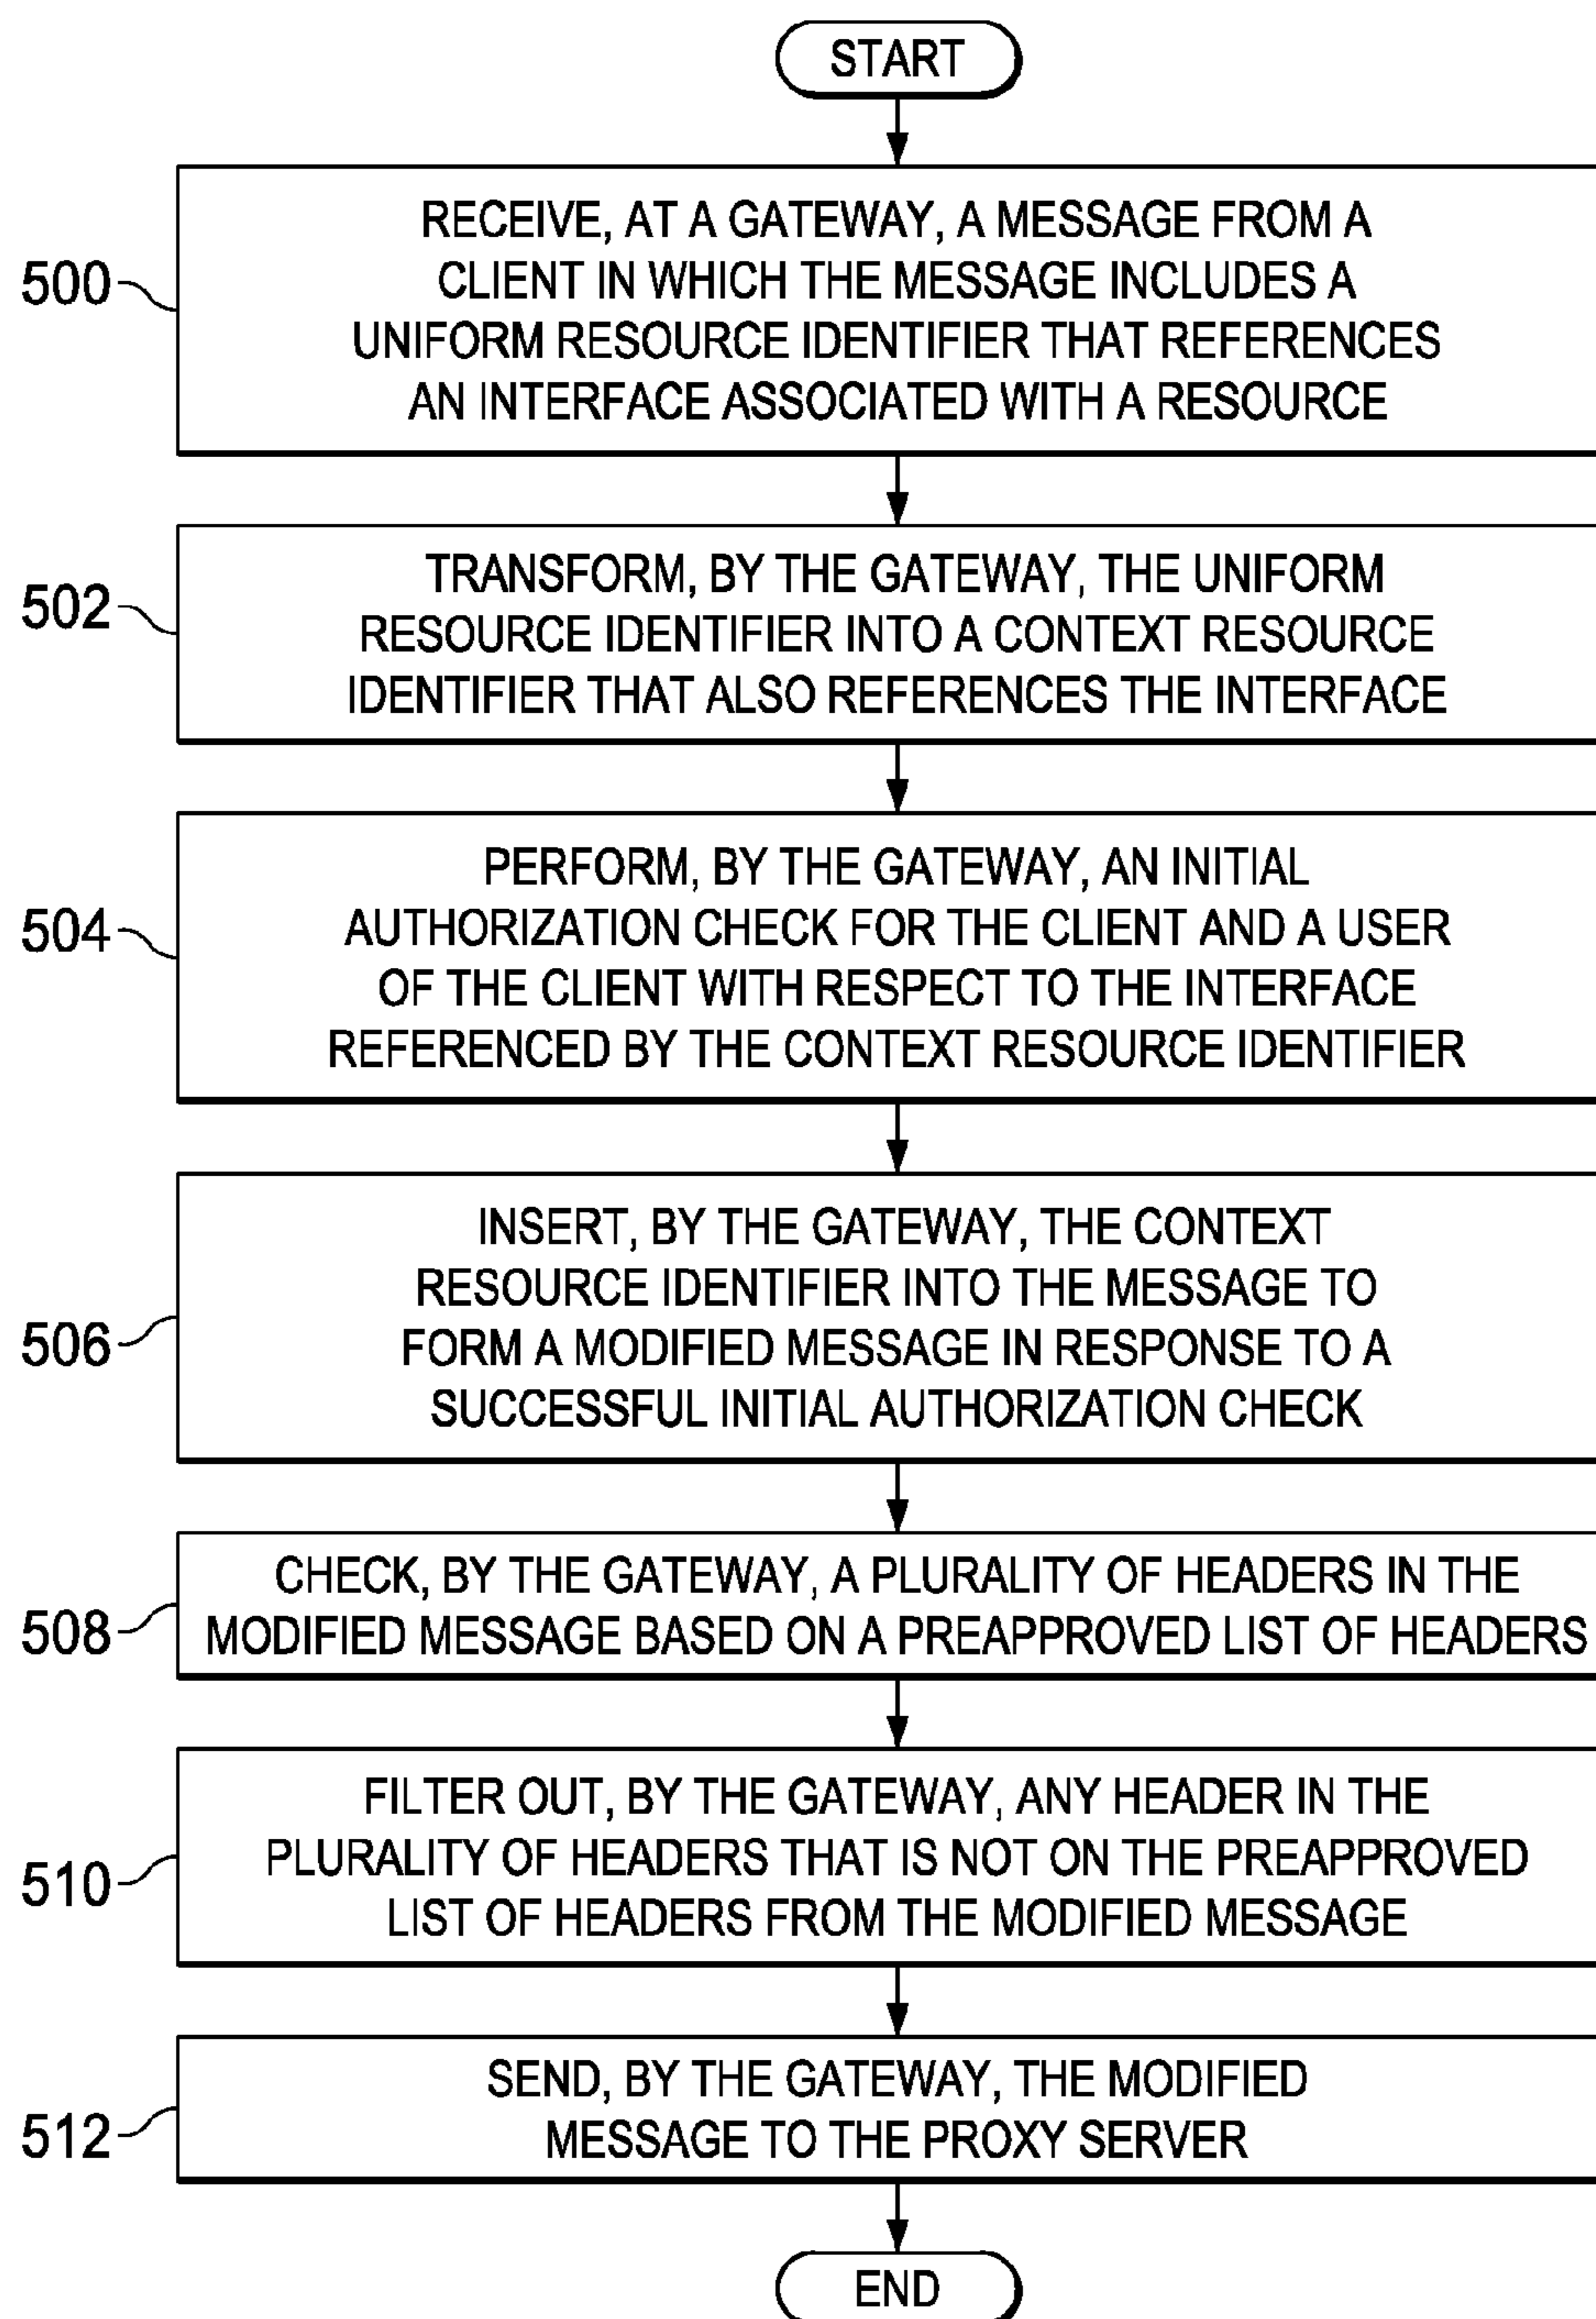 START
500
RECEIVE, AT A GATEWAY, A MESSAGE FROM A
CLIENT IN WHICH THE MESSAGE INCLUDES A
UNIFORM RESOURCE IDENTIFIER THAT REFERENCES
AN INTERFACE ASSOCIATED WITH A RESOURCE
502
TRANSFORM, BY THE GATEWAY, THE UNIFORM
RESOURCE IDENTIFIER INTO A CONTEXT RESOURCE
IDENTIFIER THAT ALSO REFERENCES THE INTERFACE
504
PERFORM, BY THE GATEWAY, AN INITIAL
AUTHORIZATION CHECK FOR THE CLIENT AND A USER
OF THE CLIENT WITH RESPECT TO THE INTERFACE
REFERENCED BY THE CONTEXT RESOURCE IDENTIFIER
506
INSERT, BY THE GATEWAY, THE CONTEXT
RESOURCE IDENTIFIER INTO THE MESSAGE TO
FORM A MODIFIED MESSAGE IN RESPONSE TO A
SUCCESSFUL INITIAL AUTHORIZATION CHECK
508
CHECK, BY THE GATEWAY, A PLURALITY OF HEADERS IN THE
MODIFIED MESSAGE BASED ON A PREAPPROVED LIST OF HEADERS
510
FILTER OUT, BY THE GATEWAY, ANY HEADER IN THE
PLURALITY OF HEADERS THAT IS NOT ON THE PREAPPROVED
LIST OF HEADERS FROM THE MODIFIED MESSAGE
512
SEND, BY THE GATEWAY, THE MODIFIED
MESSAGE TO THE PROXY SERVER
END